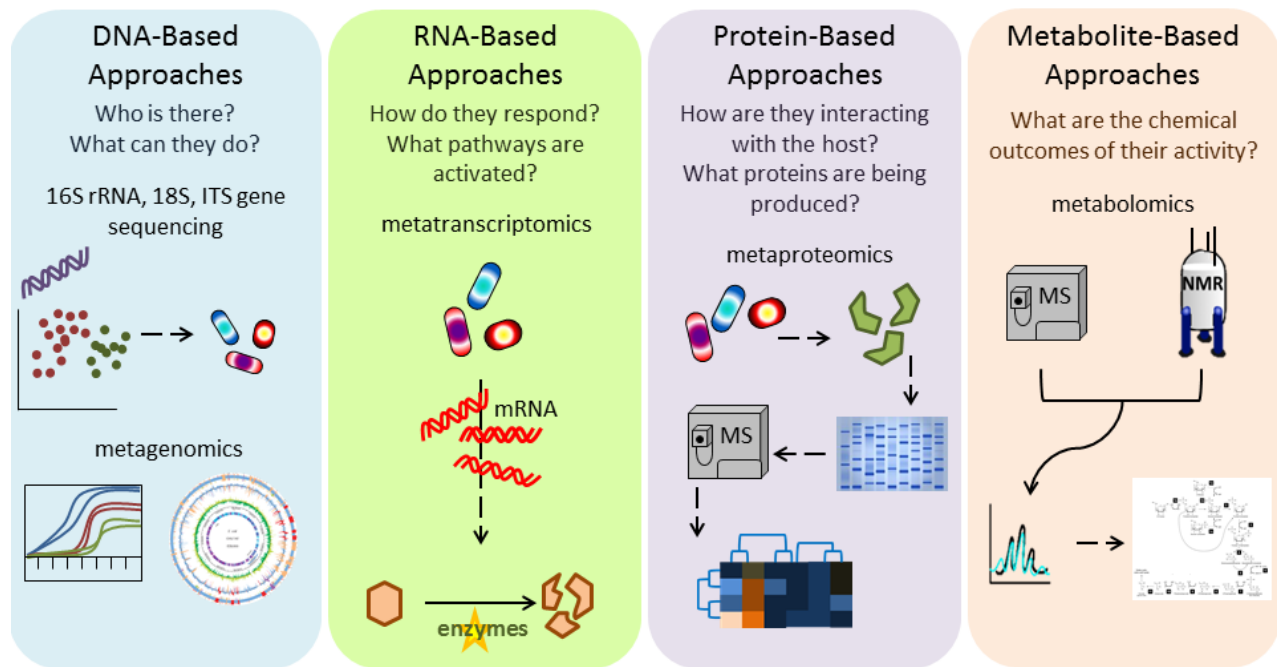 DNA-Based
Approaches
Who is there?
What can they do?
16S rRNA, 18S, ITS gene
sequencing
metagenomics
RNA-Based
Approaches
How do they respond?
What pathways are
activated?
metatranscriptomics
mRNA
enzymes
Protein-Based
Approaches
How are they interacting
with the host?
What proteins are being
produced?
metaproteomics
MS
Metabolite-Based
Approaches
What are the chemical
outcomes of their activity?
metabolomics
MS
NMR